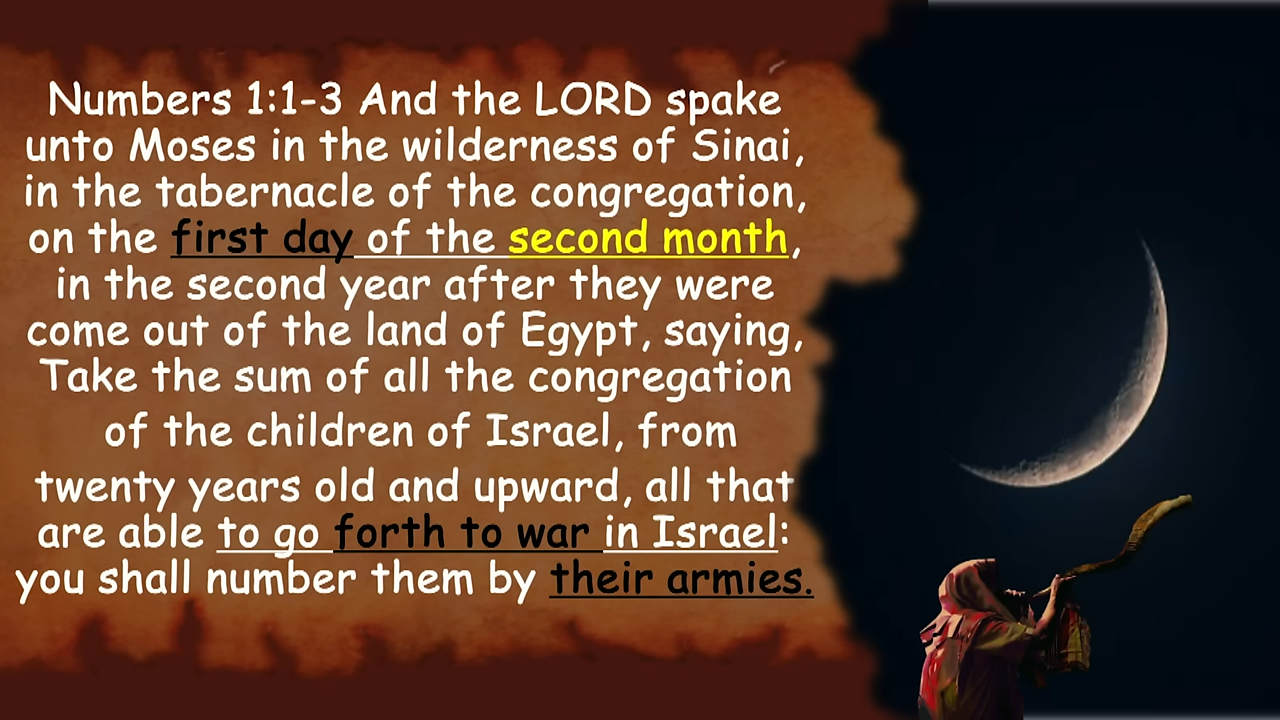 Numbers 1:1-3 And the LORD spake
unto Moses in the wilderness of Sinai,
in the tabernacle of the congregation,
on the first day of the second month,
in the second year after they were
come out of the land of Egypt, saying,
Take the sum of all the congregation
of the children of Israel, from
twenty years old and upward, all that
are able to go forth to war in Israel:
you shall number them by their armies.